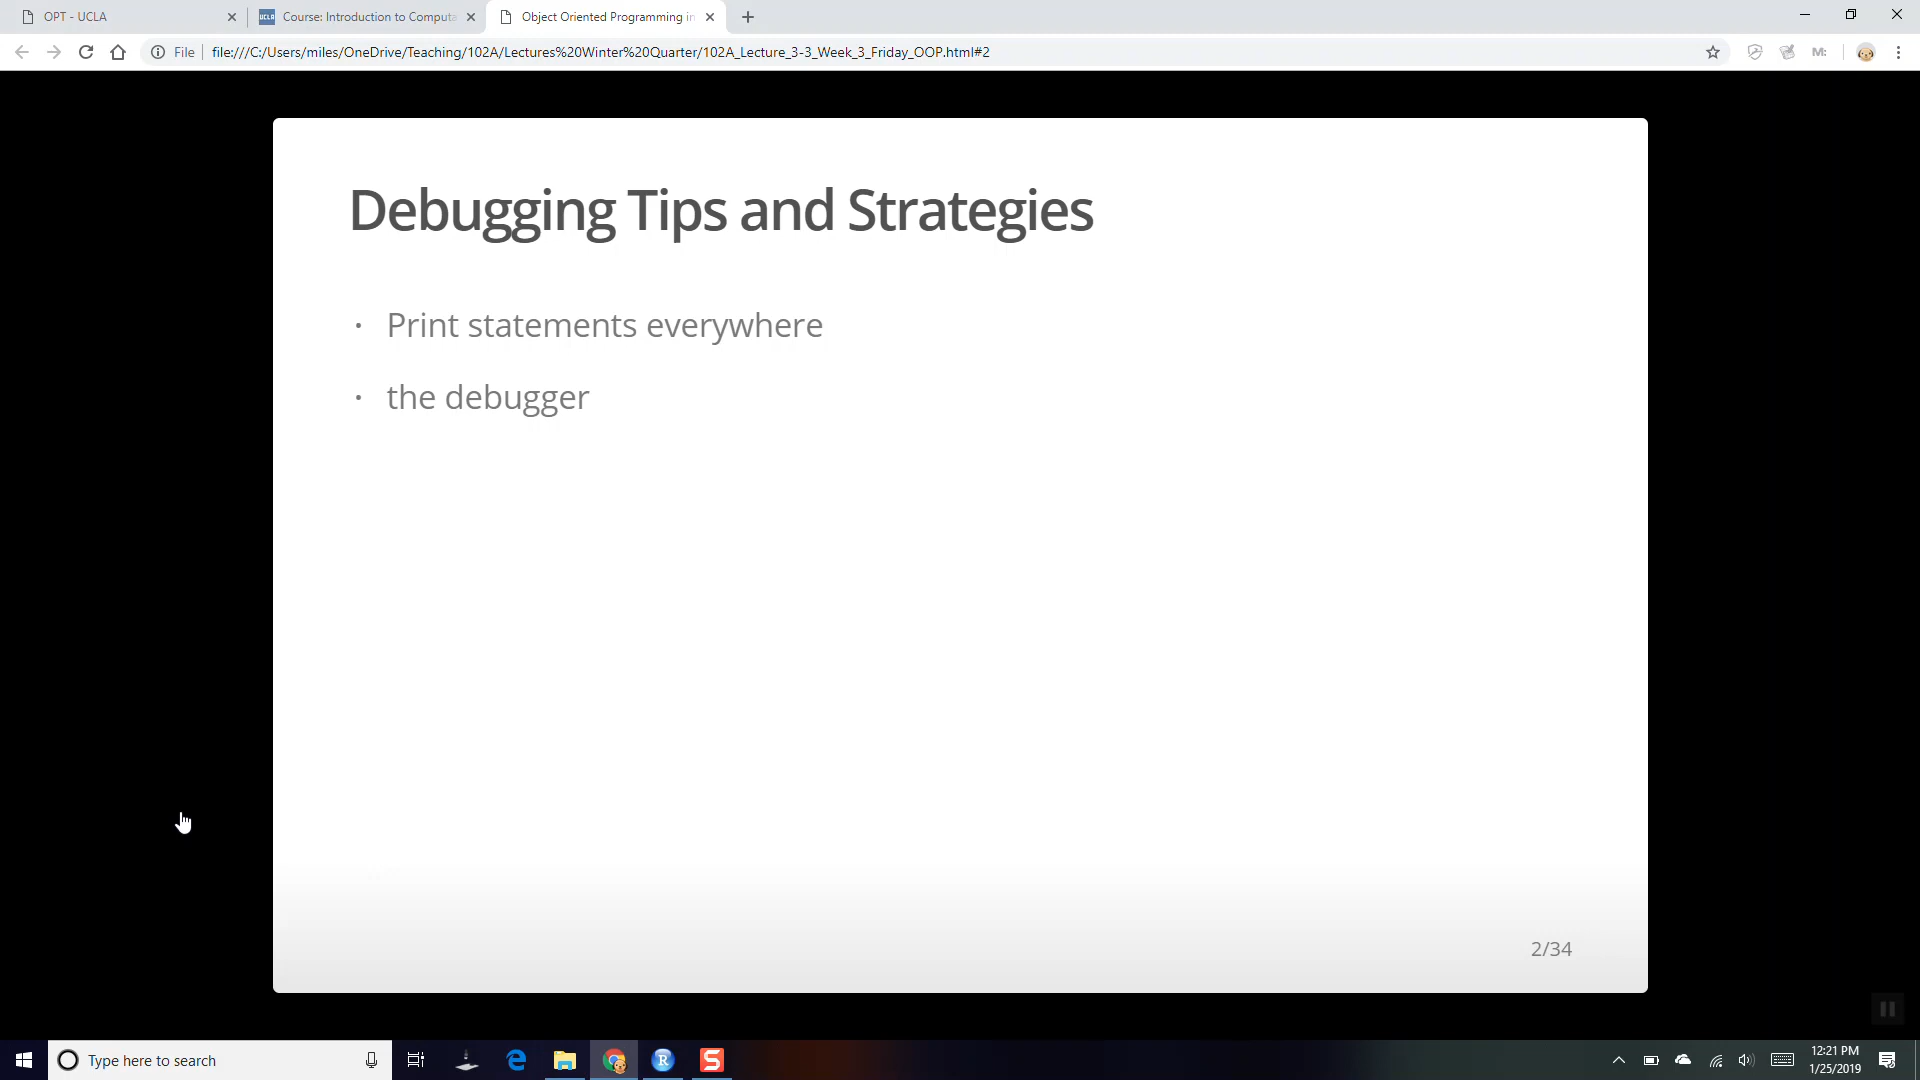 OPT - UCLA
UCLA Course: Introduction to Computa
Object Oriented Programming in
File file:///C:/Users/miles/OneDrive/Teaching/102A/Lectures%20Winter%20Quarter/102A_Lecture_3-3_Week_3_Friday_OOP.html#2
M:
Debugging Tips and Strategies
· Print statements everywhere
· the debugger
2/34
Type here to search
R
S
12:21 PM
1/25/2019